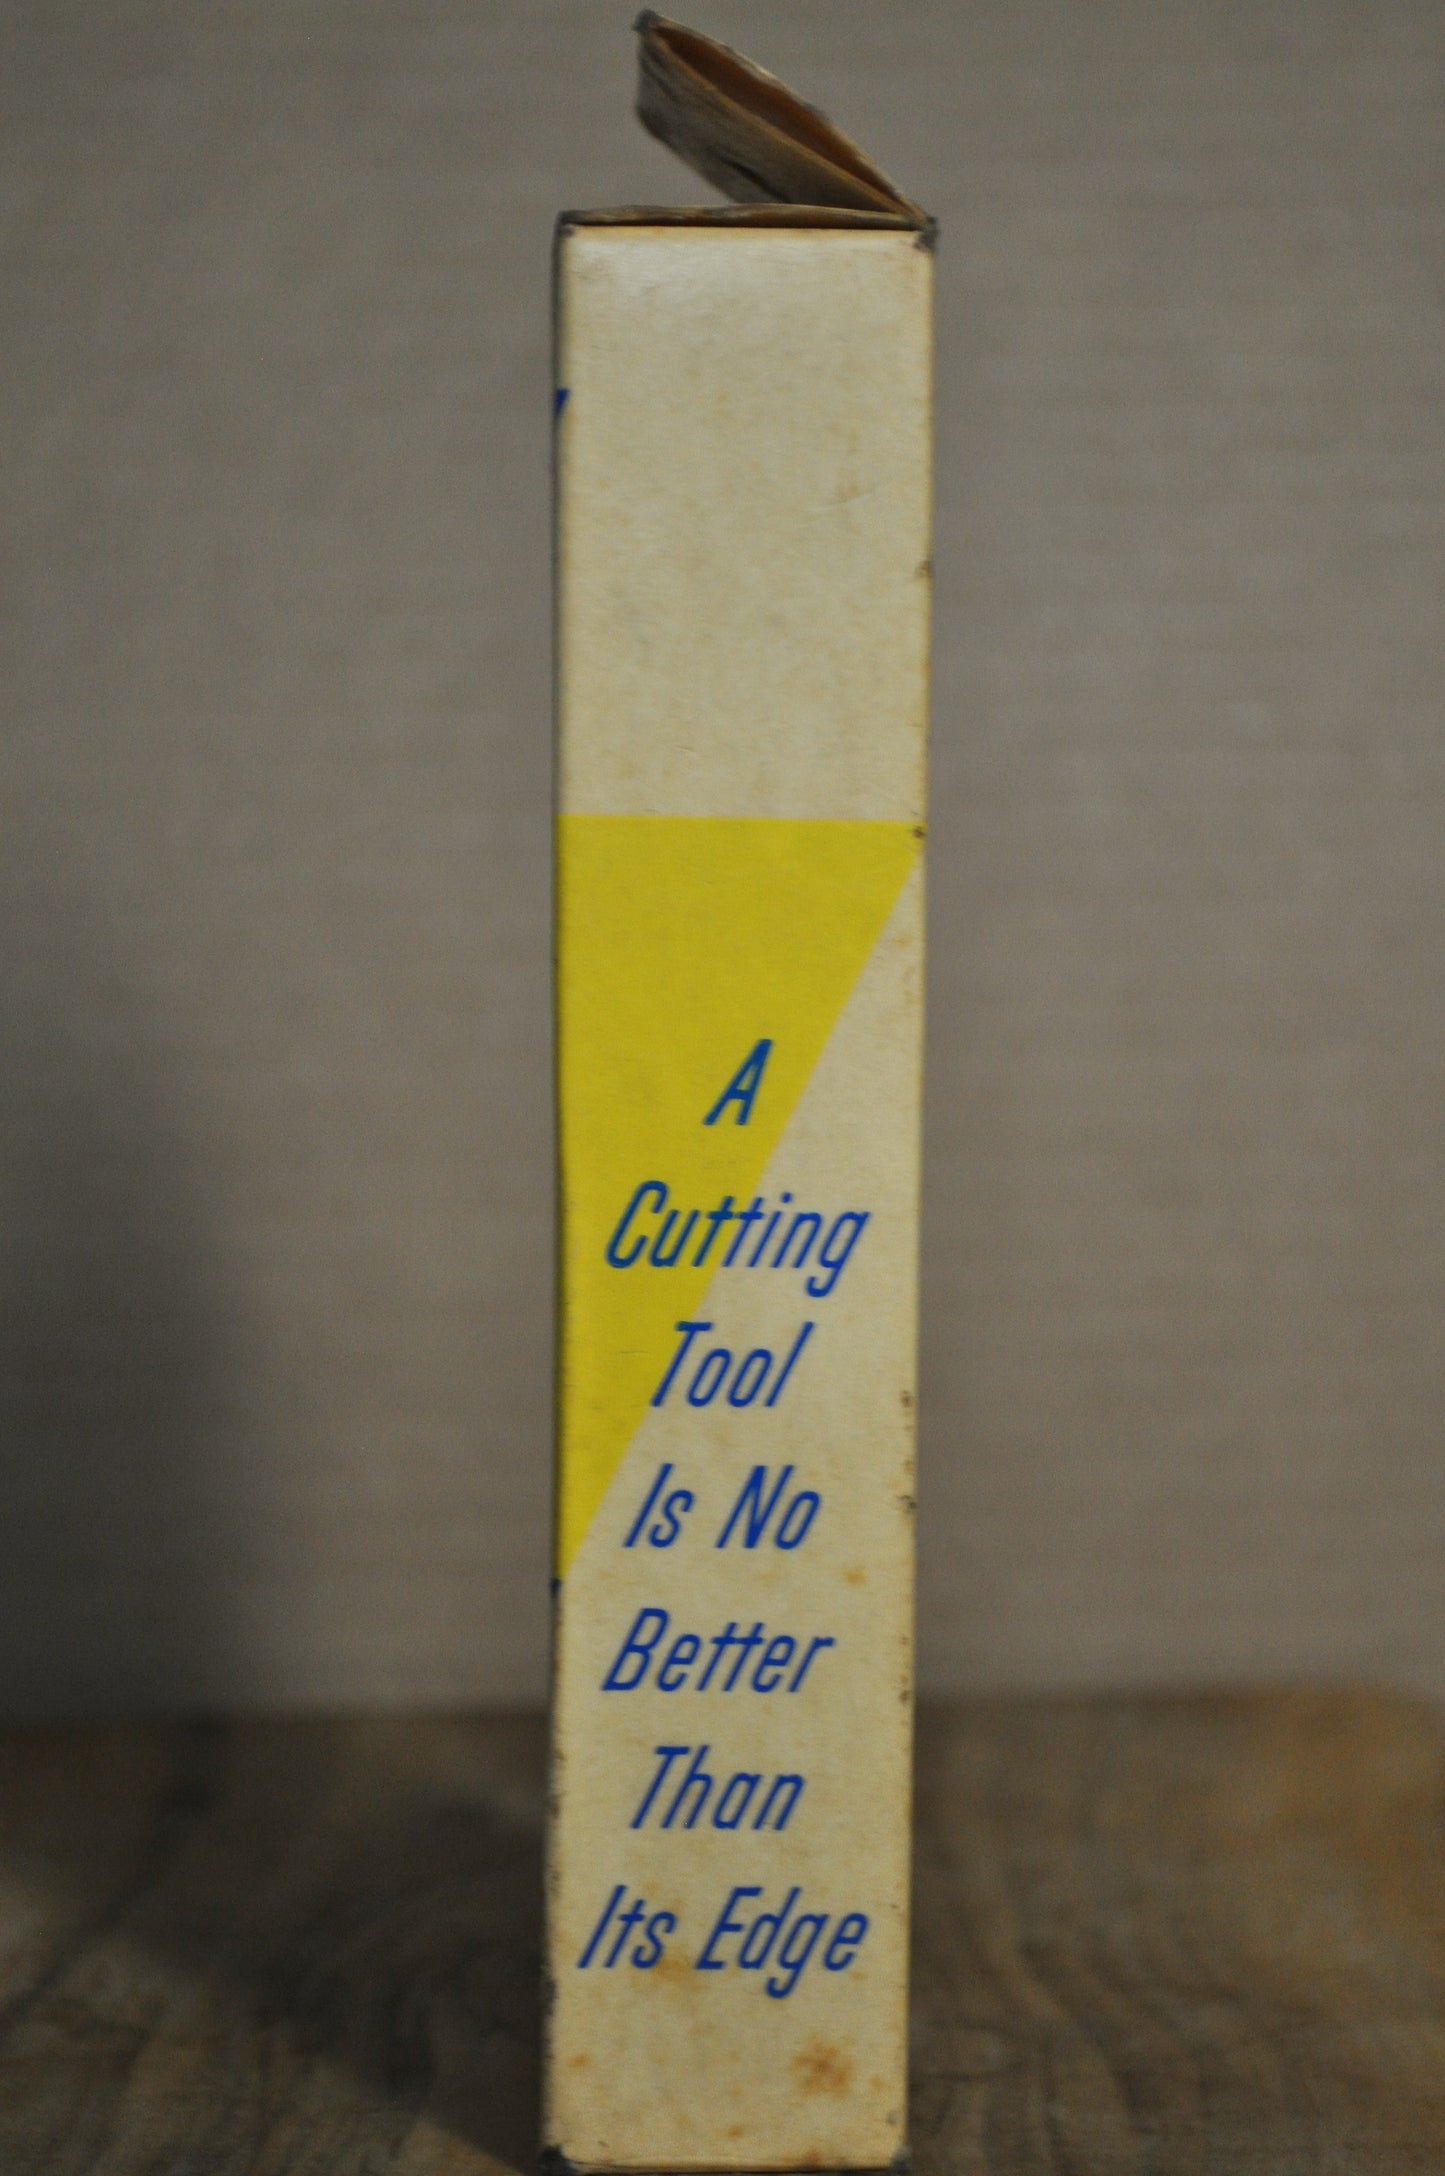 A
Cutting
Tool
Is No
Better
Than
Its Edge